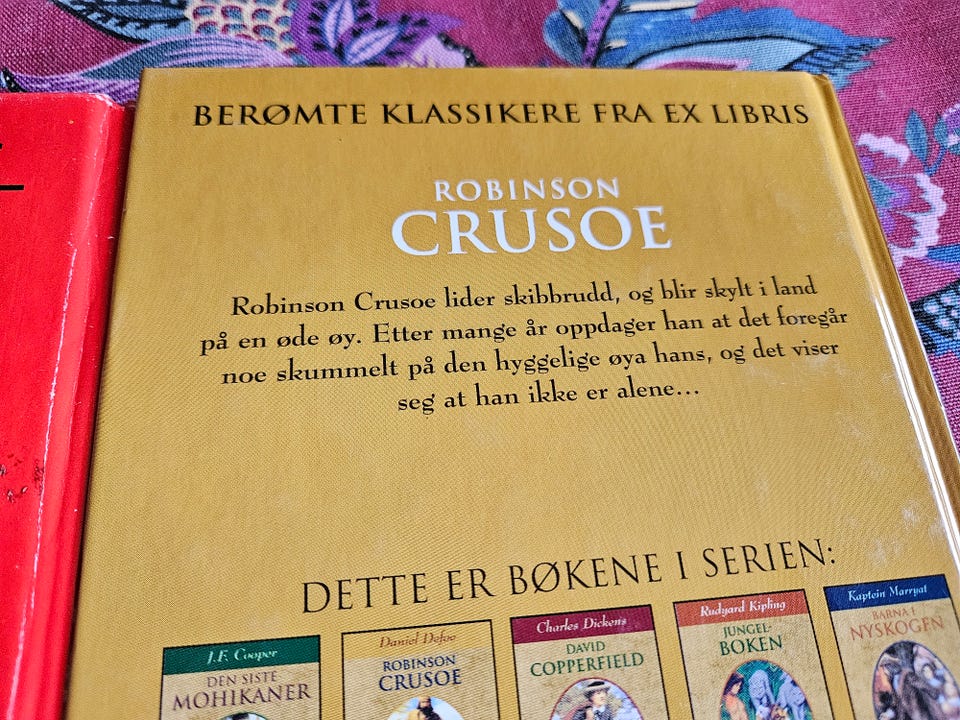 BERØMTE KLASSIKERE FRA EX LIBRIS
ROBINSON
CRUSOE
Robinson Crusoe lider skibbrudd, og blir skylt i land
på en øde øy. Etter mange år oppdager han at det foregår
noe skummelt på den hyggelige øya hans, og det viser
seg at han ikke er alene...
DETTE ER BØKENE I SERIEN:
J.F. Cooper
DEN SISTE
MOHIKANER
Daniel Defoe
ROBINSON
CRUSOE
Charles Dickens
DAVID
COPPERFIELD
Rudyard Kipling
JUNGEL-
BOKEN
Kaptein Marryat
BARNA I
NYSKOGEN